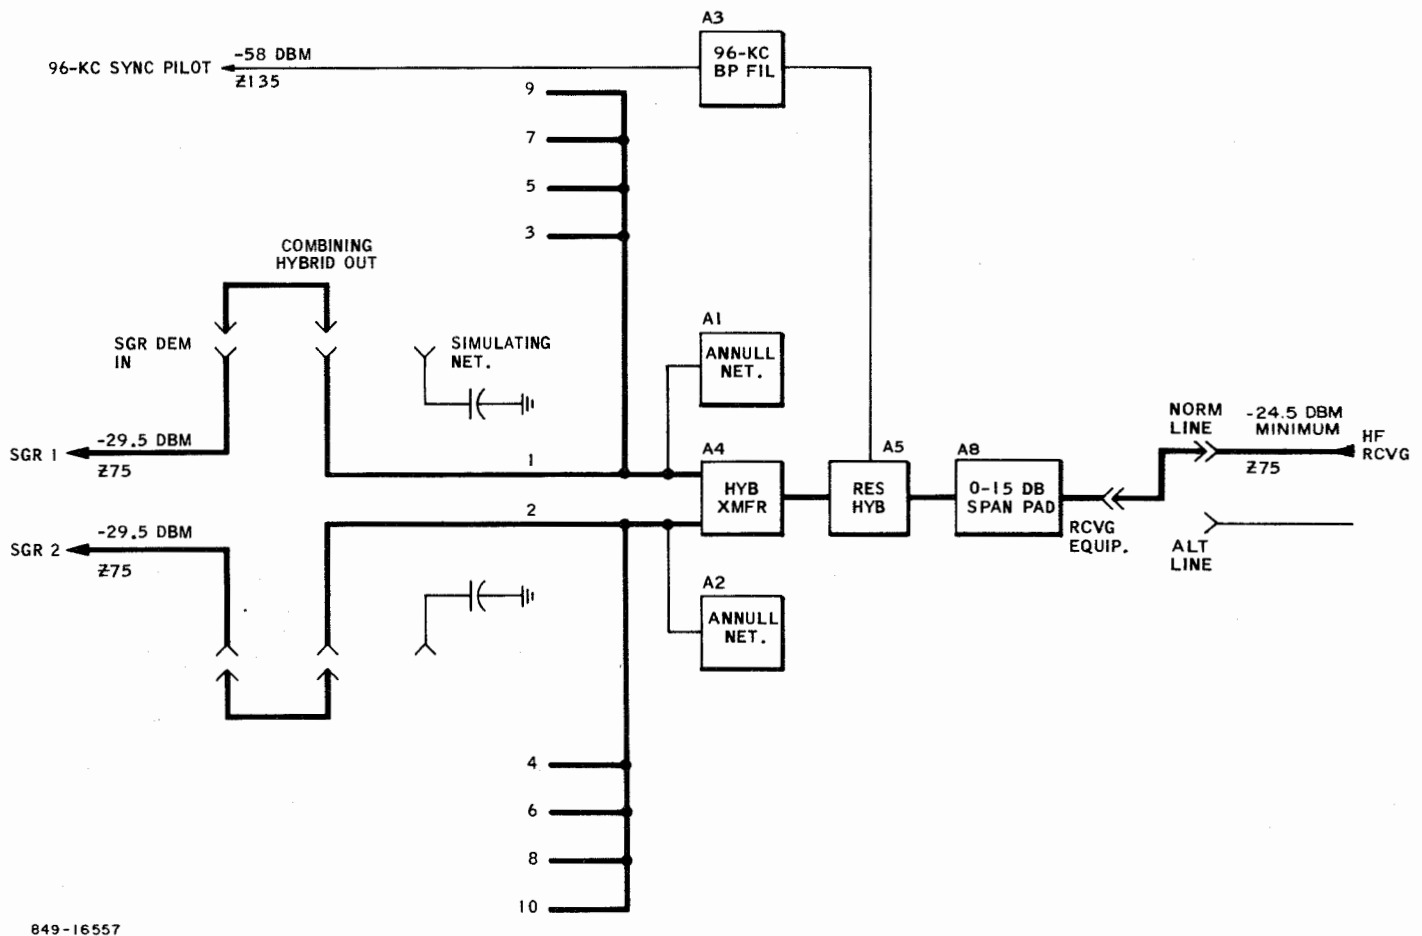 A3
96-KC
BP FIL
96-KC SYNC PILOT
-58 DBM
Z135
9
7
5
3
COMBINING
HYBRID OUT
SGR DEM
IN
SIMULATING
NET.
A1
ANNULL
NET.
SGR 1
-29.5 DBM
Z75
1
A4
HYB
XMFR
A5
RES
HYB
A8
0-15 DB
SPAN PAD
RCVG
EQUIP.
NORM
LINE
-24.5 DBM
MINIMUM
Z75
HF
RCVG
ALT
LINE
2
SGR 2
-29.5 DBM
Z75
A2
ANNULL
NET.
4
6
8
10
849-16557